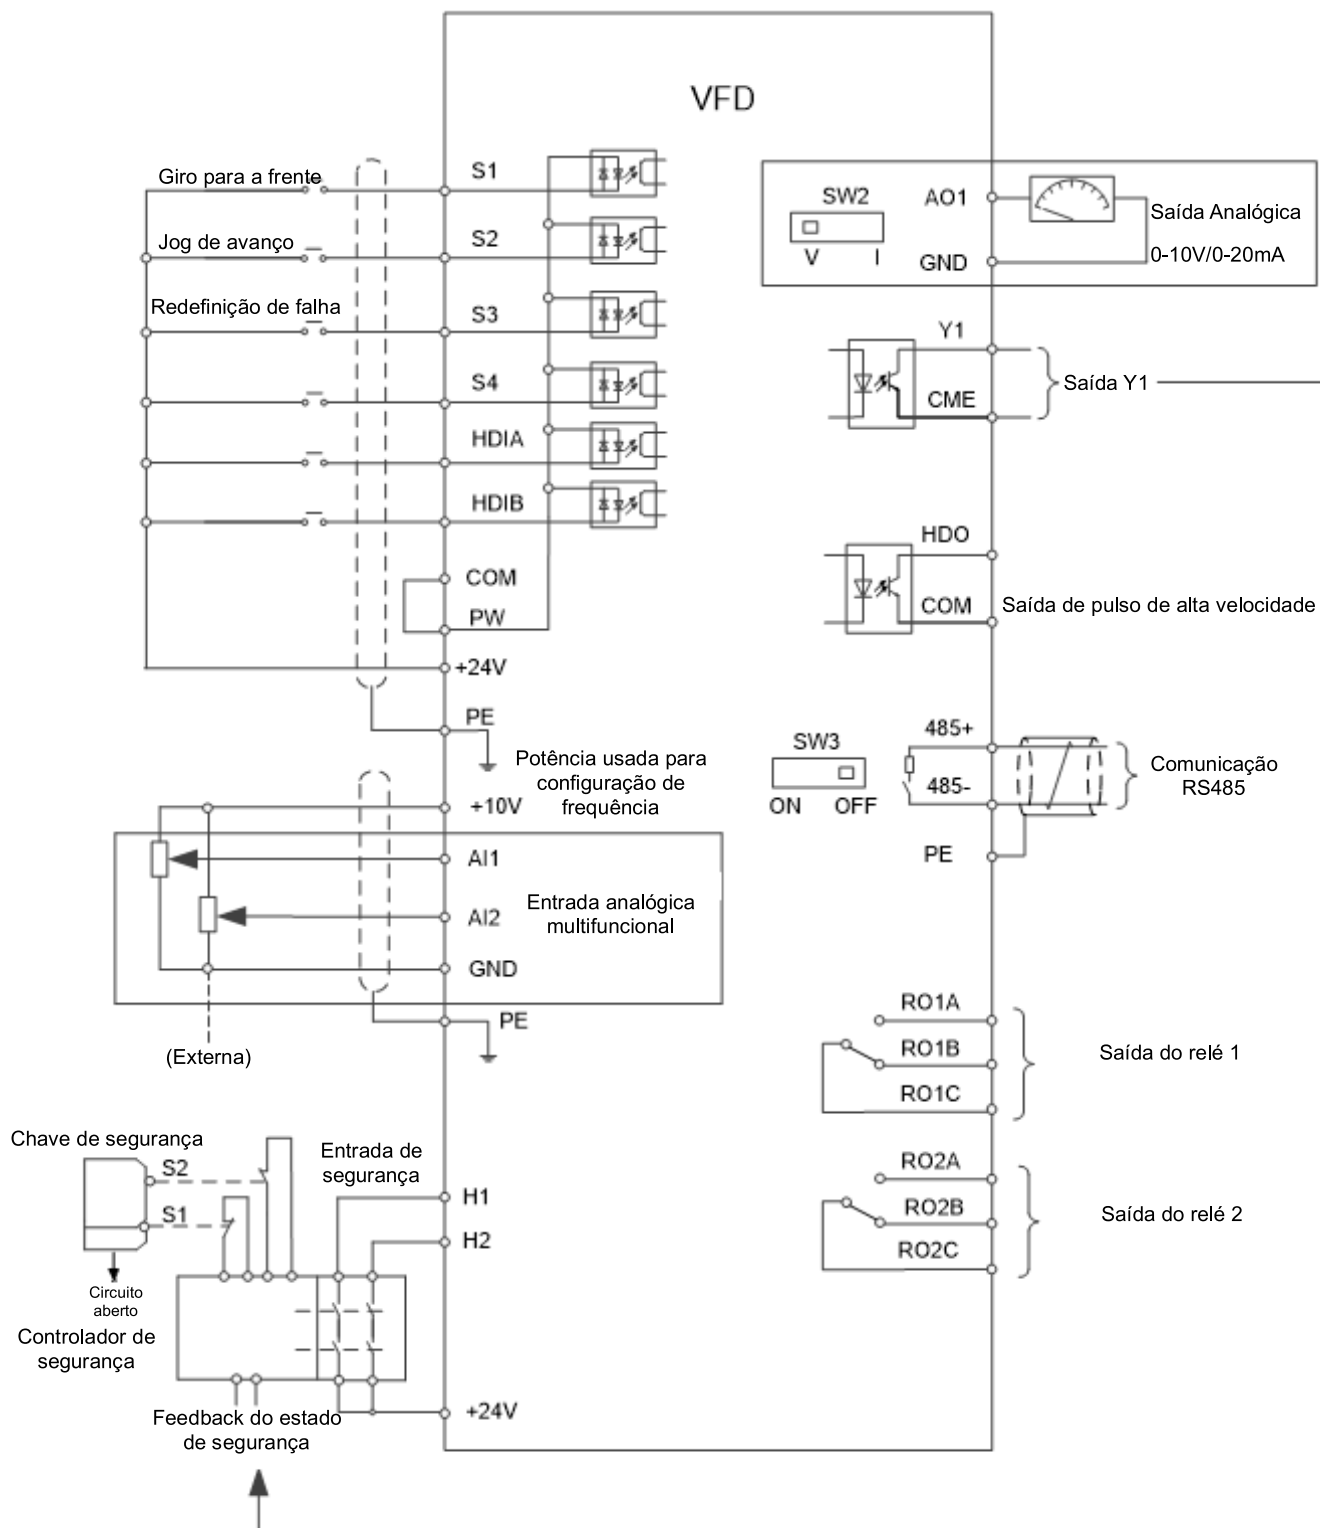 VFD
Giro para a frente
S1
Jog de avanço
S2
Redefinição de falha
S3
S4
HDIA
HDIB
COM
PW
+24V
PE
Potência usada para
configuração de
frequência
+10V
AI1
AI2
Entrada analógica
multifuncional
GND
PE
(Externa)
Chave de segurança
S2
S1
Circuito
aberto
Controlador de
segurança
Entrada de
segurança
H1
H2
+24V
Feedback do estado
de segurança
SW2
V I
AO1
GND
Saída Analógica
0-10V/0-20mA
Y1
CME
Saída Y1
HDO
COM
Saída de pulso de alta velocidade
SW3
ON OFF
485+
485-
PE
Comunicação
RS485
RO1A
RO1B
RO1C
Saída do relé 1
RO2A
RO2B
RO2C
Saída do relé 2